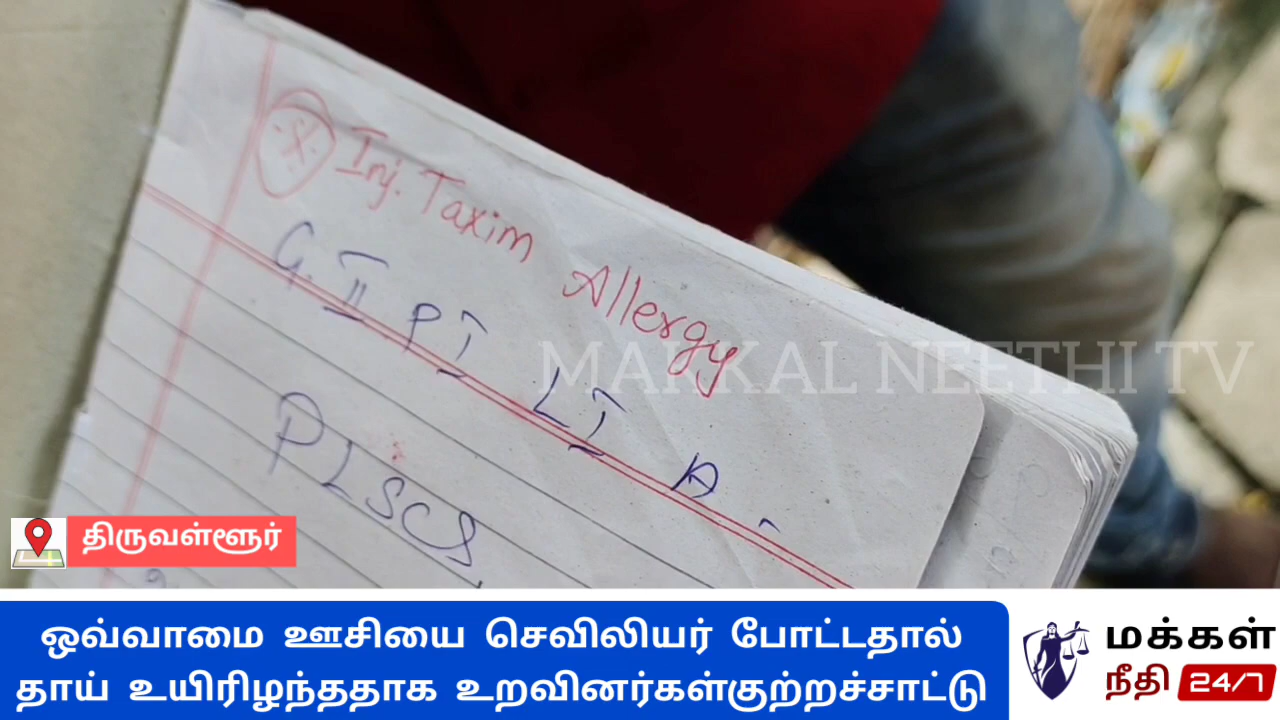 Inj. Taxim Allergy
G II P I L I A
PLSCS
MAKKAL NEETHI TV
திருவள்ளூர்
ஒவ்வாமை ஊசியை செவிலியர் போட்டதால்
தாய் உயிரிழந்ததாக உறவினர்கள்குற்றச்சாட்டு
மக்கள்
நீதி 24/7